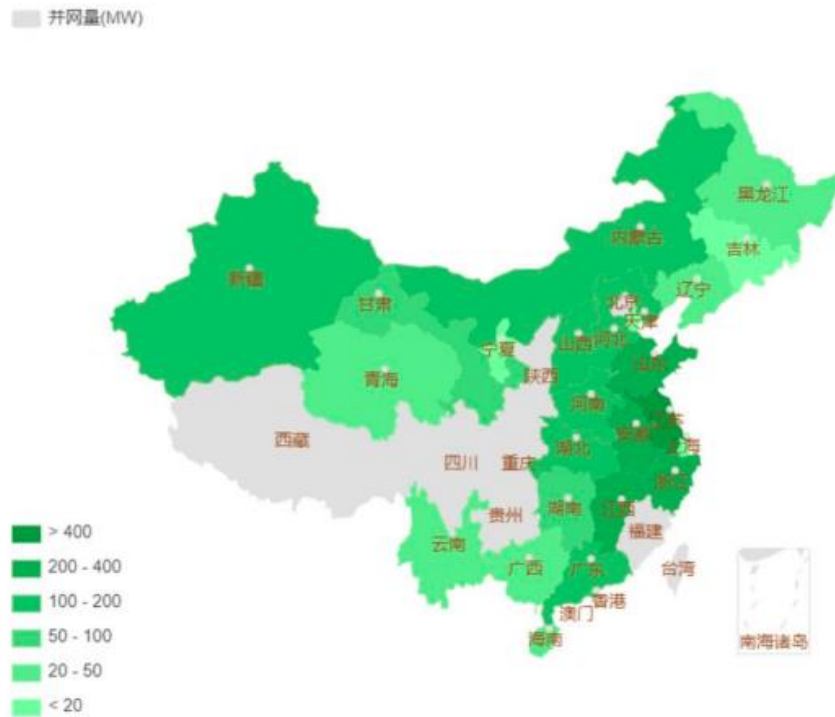 并网量(MW)
黑龙江
内蒙古
吉林
新疆
辽宁
北京
甘肃
天津
河北
山西
宁夏
山东
陕西
青海
河南
江苏
安徽
西藏
上海
湖北
四川
重庆
浙江
湖南
江西
贵州
福建
云南
广西
广东
台湾
香港
澳门
海南
南海诸岛
> 400
200 - 400
100 - 200
50 - 100
20 - 50
< 20